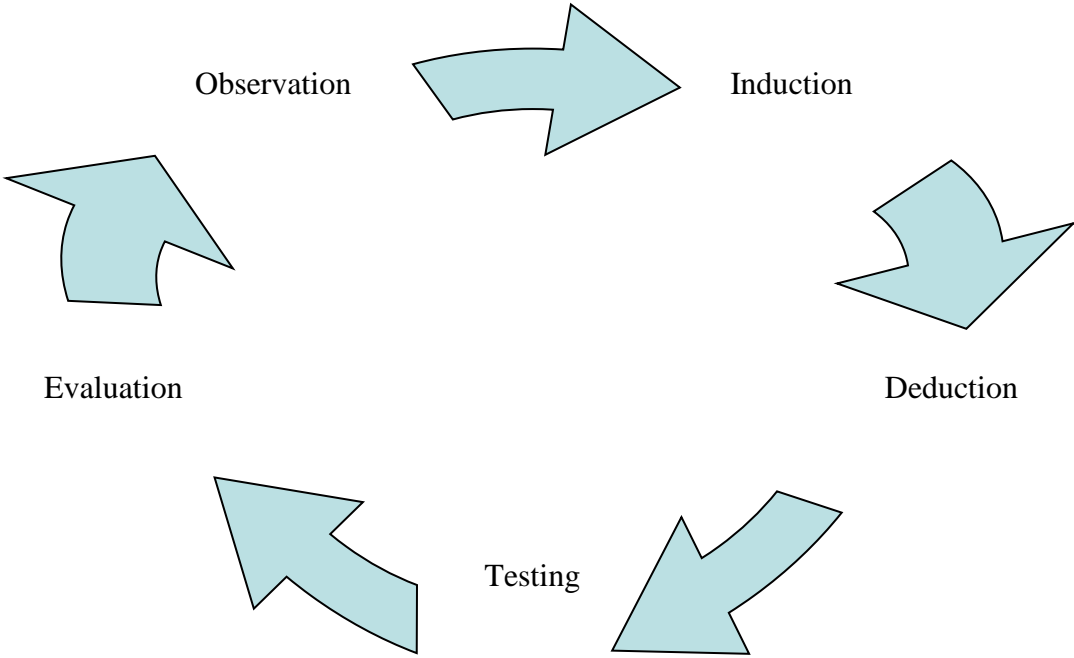 Observation
Induction
Deduction
Testing
Evaluation